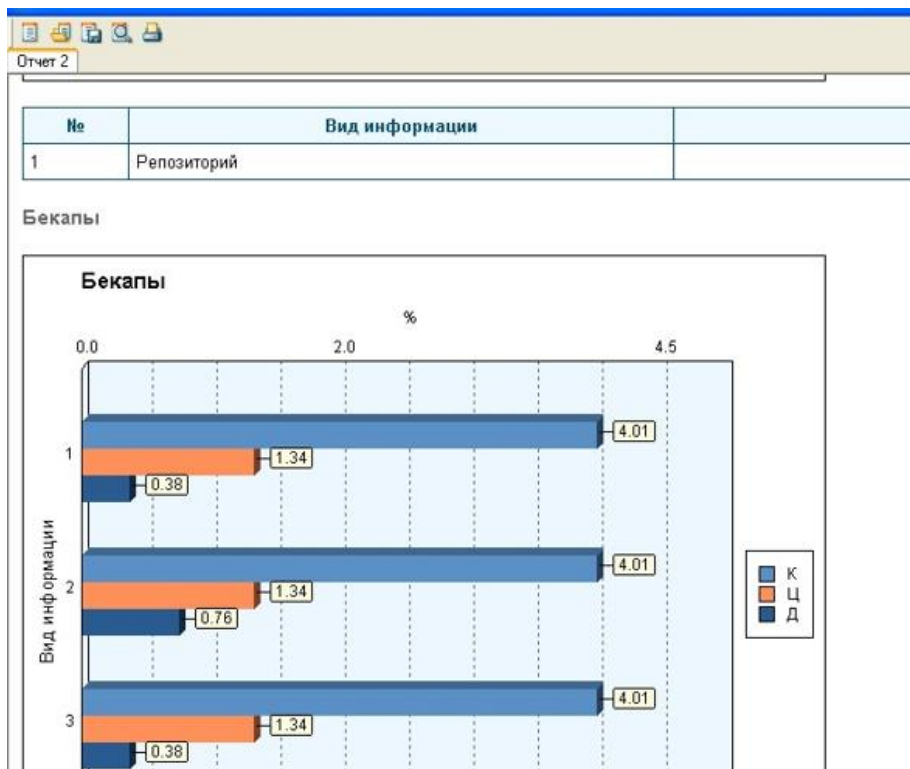 Отчет 2
№ Вид информации
1 Репозиторий
Бекапы
Бекапы
%
0.0 2.0 4.5
4.01
1
1.34
0.38
Вид информации
4.01
2
1.34
0.76
4.01
3
1.34
0.38
К
Ц
Д